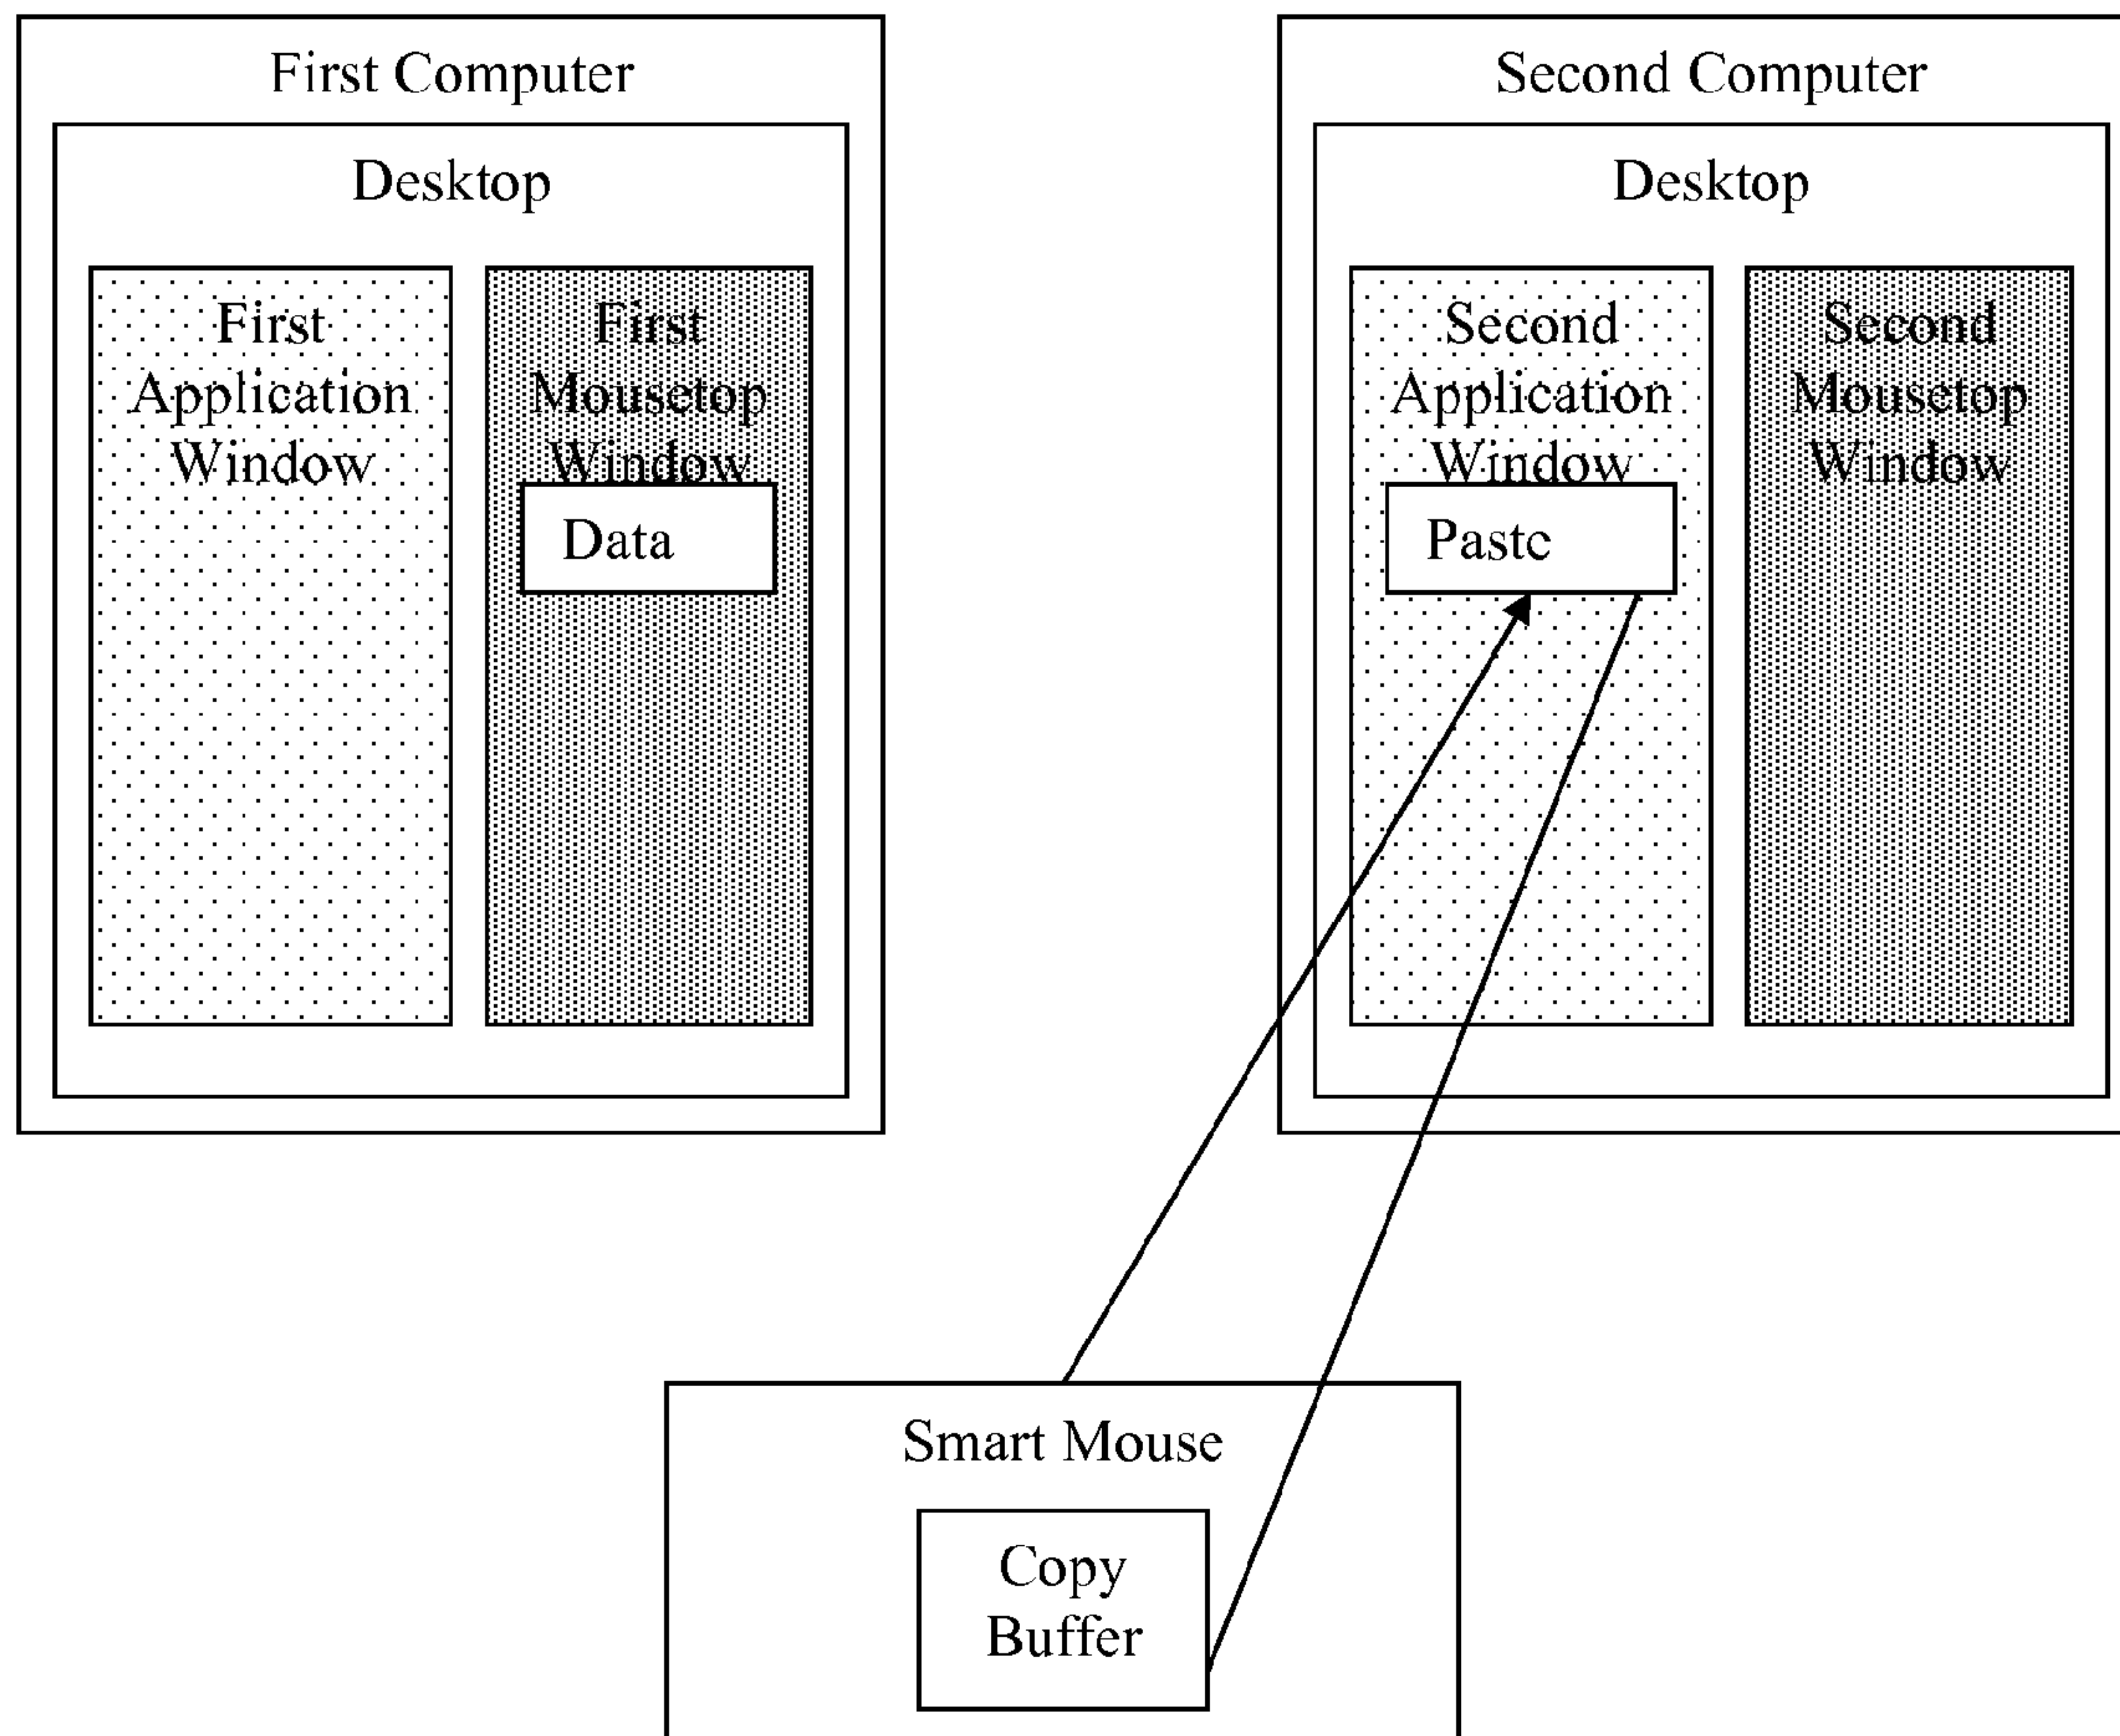 First Computer
Desktop
First
Application
Window
First
Mousetop
Window
Data
Second Computer
Desktop
Second
Application
Window
Paste
Second
Mousetop
Window
Smart Mouse
Copy
Buffer